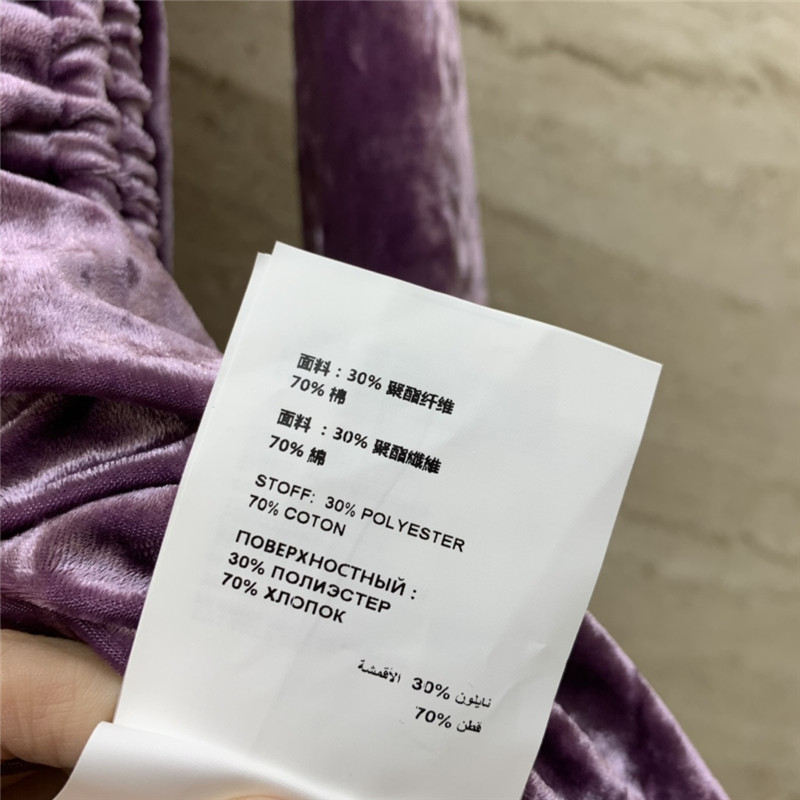 面料：30% 聚酯纤维
70% 棉
面料：30% 聚酯纖維
70% 綿
STOFF: 30% POLYESTER
70% COTON
ПОВЕРХНОСТНЫЙ :
30% ПОЛИЭСТЕР
70% ХЛОПОК
الأقمشة 30% نايلون
70% قطن